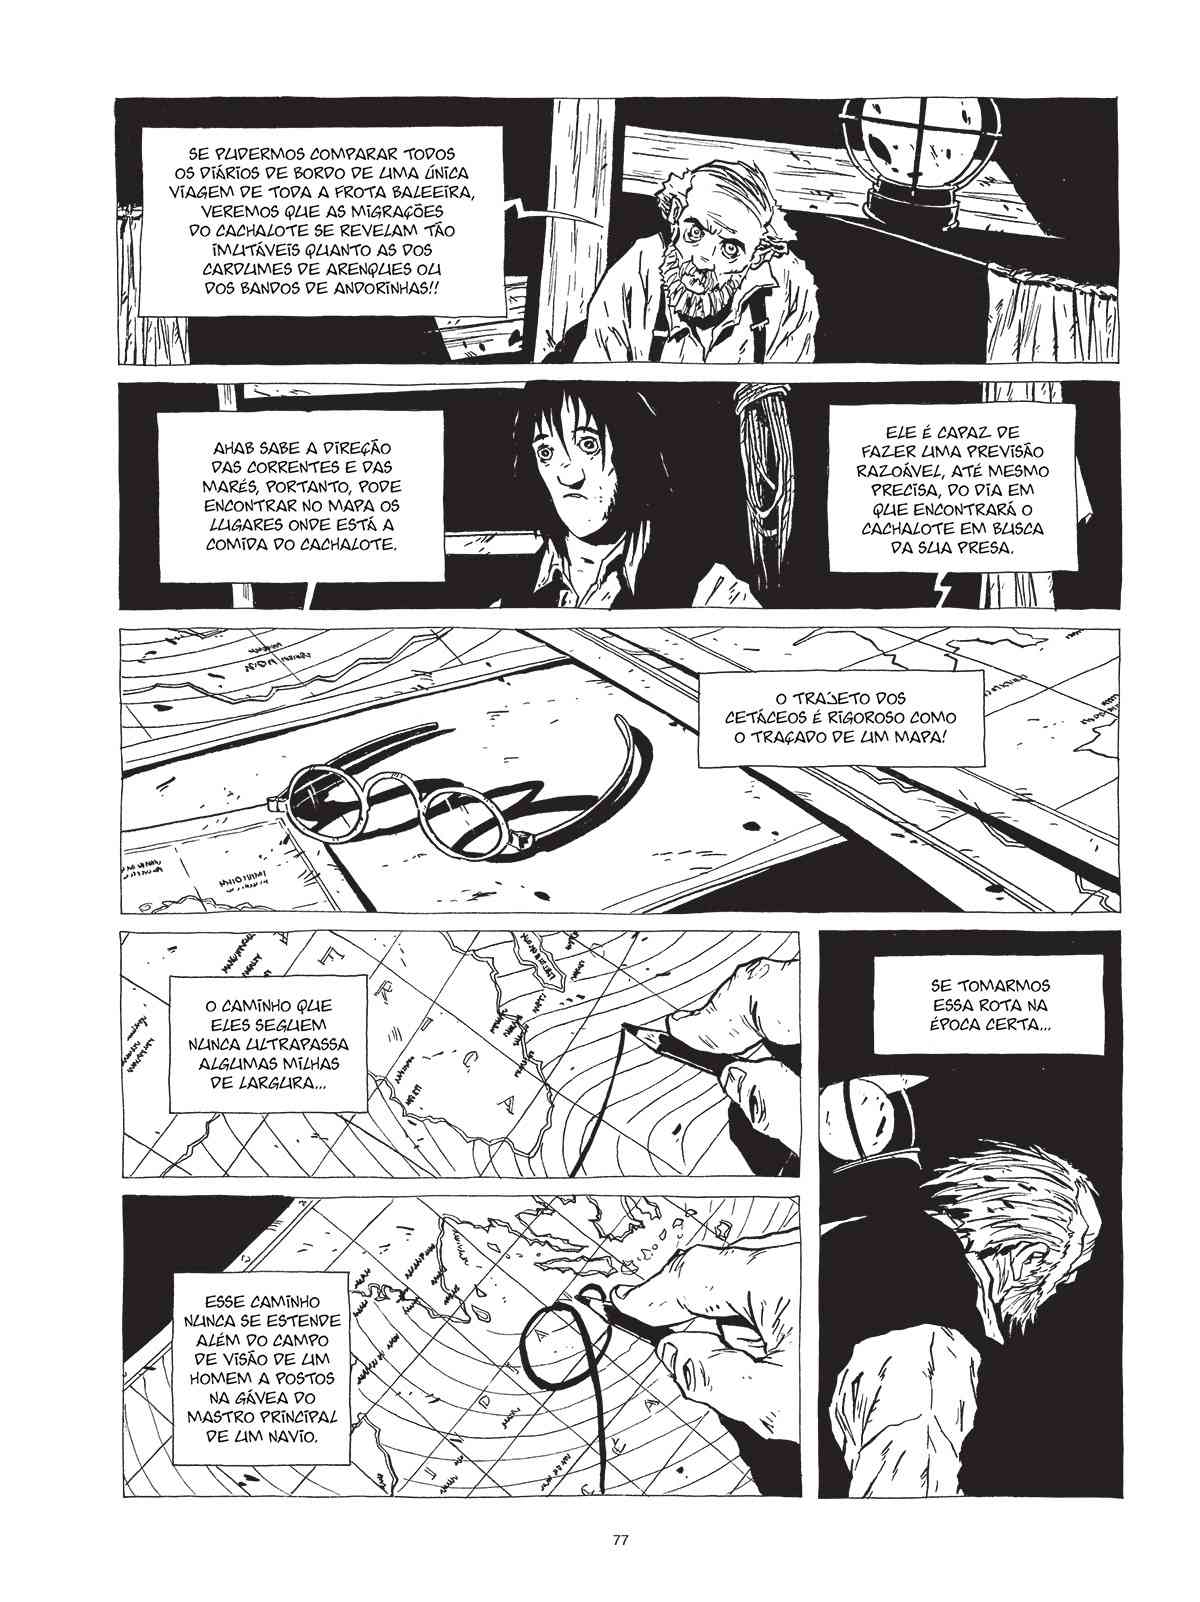 SE PUDERMOS COMPARAR TODOS
OS DIÁRIOS DE BORDO DE UMA ÚNICA
VIAGEM DE TODA A FROTA BALEEIRA,
VEREMOS QUE AS MIGRAÇÕES
DO CACHALOTE SE REVELAM TÃO
IMUTÁVEIS QUANTO AS DOS
CARDUMES DE ARENQUES OU
DOS BANDOS DE ANDORINHAS!!
AHAB SABE A DIREÇÃO
DAS CORRENTES E DAS
MARÉS, PORTANTO, PODE
ENCONTRAR NO MAPA OS
LUGARES ONDE ESTÁ A
COMIDA DO CACHALOTE.
ELE É CAPAZ DE
FAZER UMA PREVISÃO
RAZOÁVEL, ATÉ MESMO
PRECISA, DO DIA EM
QUE ENCONTRARÁ O
CACHALOTE EM BUSCA
DA SUA PRESA.
O TRAJETO DOS
CETÁCEOS É RIGOROSO COMO
O TRAÇADO DE UM MAPA!
O CAMINHO QUE
ELES SEGUEM
NUNCA ULTRAPASSA
ALGUMAS MILHAS
DE LARGURA...
SE TOMARMOS
ESSA ROTA NA
ÉPOCA CERTA...
ESSE CAMINHO
NUNCA SE ESTENDE
ALÉM DO CAMPO
DE VISÃO DE UM
HOMEM A POSTOS
NA GÁVEA DO
MASTRO PRINCIPAL
DE UM NAVIO.
77